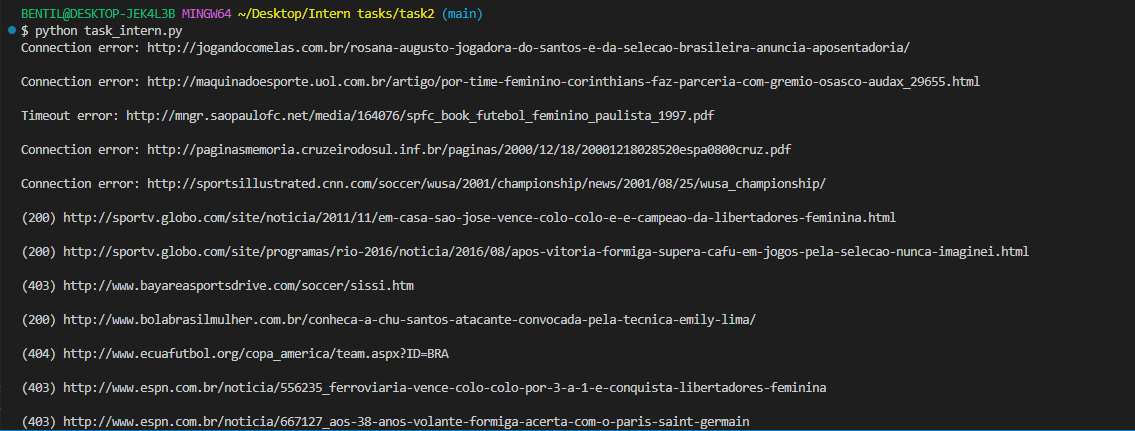 BENTIL@DESKTOP-JEK4L3B MINGW64 ~/Desktop/Intern tasks/task2 (main)
$ python task_intern.py
Connection error: http://jogandocomelas.com.br/rosana-augusto-jogadora-do-santos-e-da-selecao-brasileira-anuncia-aposentadoria/
Connection error: http://maquinadoesporte.uol.com.br/artigo/por-time-feminino-corinthians-faz-parceria-com-gremio-osasco-audax_29655.html
Timeout error: http://mngr.saopaulofc.net/media/164076/spfc_book_futebol_feminino_paulista_1997.pdf
Connection error: http://paginasmemoria.cruzeirodosul.inf.br/paginas/2000/12/18/20001218028520espa0800cruz.pdf
Connection error: http://sportsillustrated.cnn.com/soccer/wusa/2001/championship/news/2001/08/25/wusa_championship/
(200) http://sportv.globo.com/site/noticia/2011/11/em-casa-sao-jose-vence-colo-colo-e-e-campeao-da-libertadores-feminina.html
(200) http://sportv.globo.com/site/programas/rio-2016/noticia/2016/08/apos-vitoria-formiga-supera-cafu-em-jogos-pela-selecao-nunca-imaginei.html
(403) http://www.bayareasportsdrive.com/soccer/sissi.htm
(200) http://www.bolabrasilmulher.com.br/conheca-a-chu-santos-atacante-convocada-pela-tecnica-emily-lima/
(404) http://www.ecuafutbol.org/copa_america/team.aspx?ID=BRA
(403) http://www.espn.com.br/noticia/556235_ferroviaria-vence-colo-colo-por-3-a-1-e-conquista-libertadores-feminina
(403) http://www.espn.com.br/noticia/667127_aos-38-anos-volante-formiga-acerta-com-o-paris-saint-germain